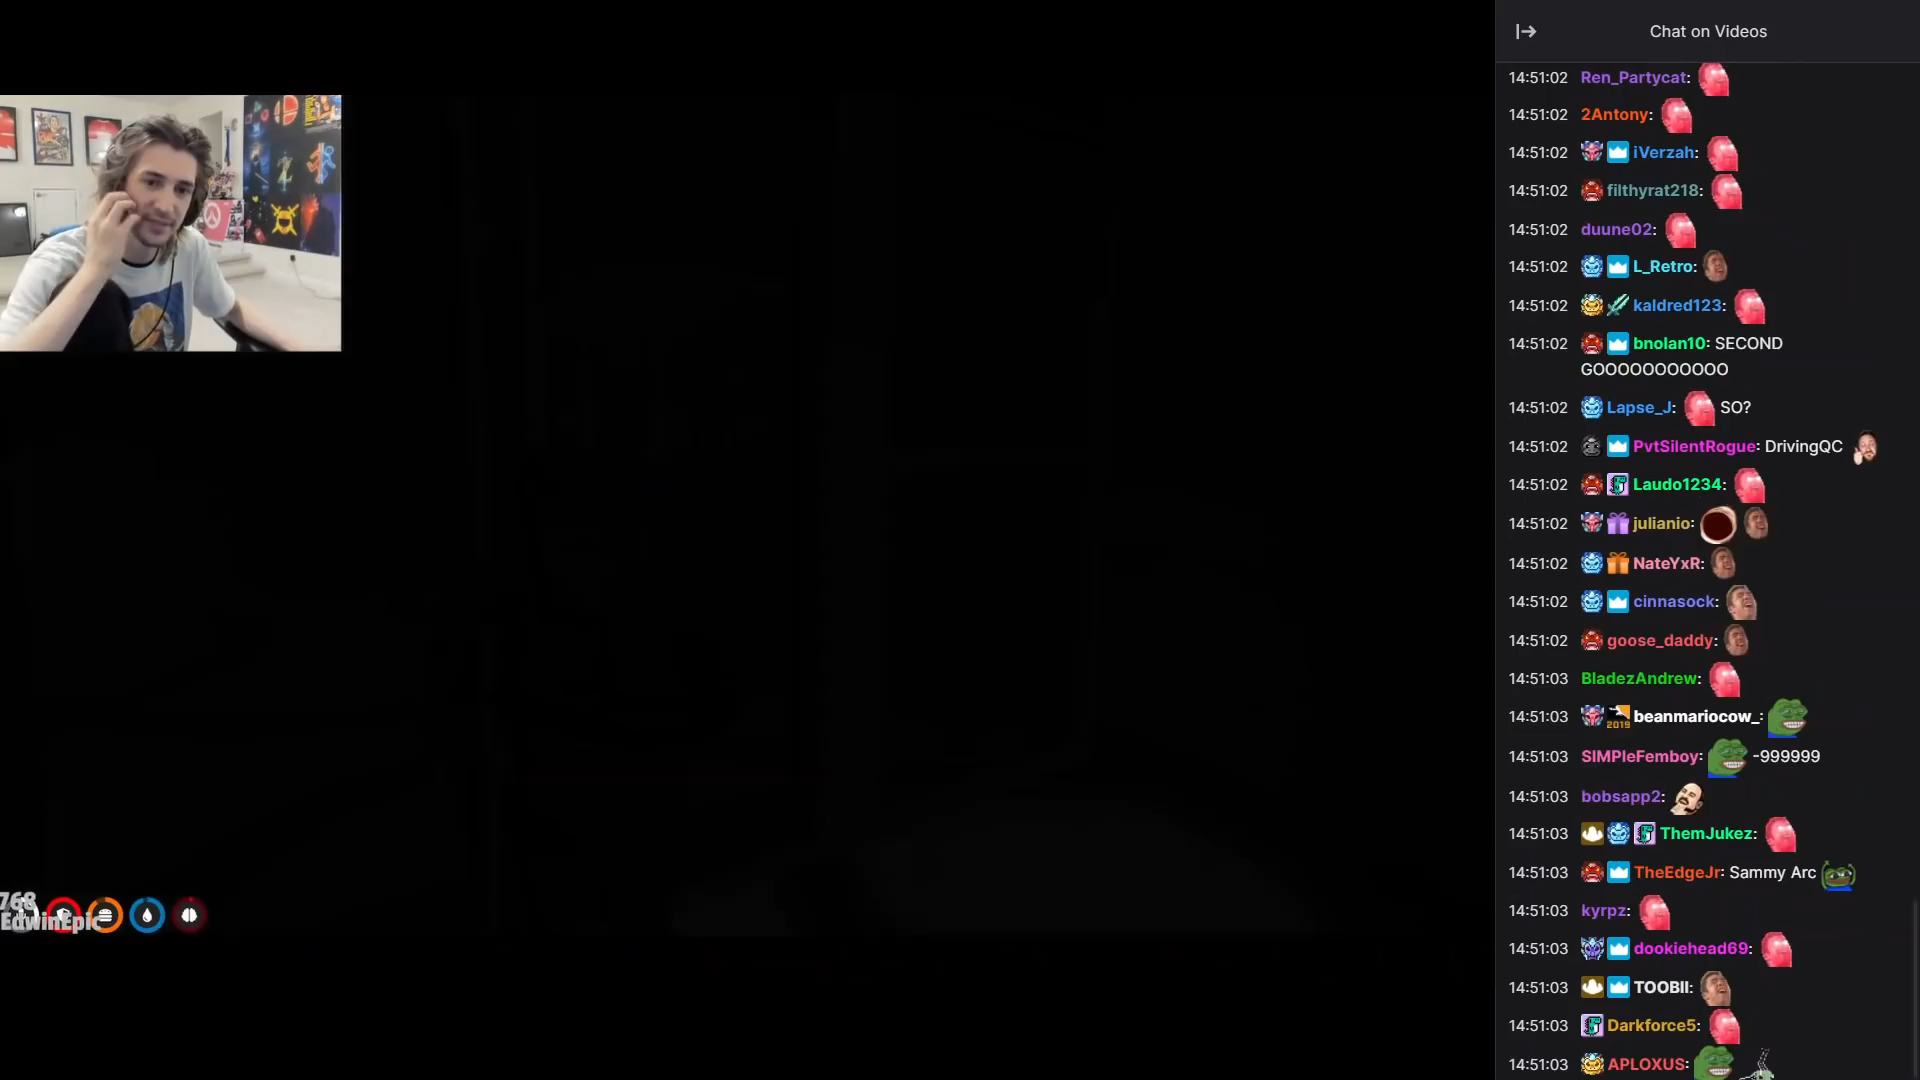 Chat on Videos
14:51:02 Ren_Partycat:
14:51:02 2Antony:
14:51:02 iVerzah:
14:51:02 filthyrat218:
14:51:02 duune02:
14:51:02 L_Retro:
14:51:02 kaldred123:
14:51:02 bnolan10: SECOND
GOOOOOOOOOOO
14:51:02 Lapse_J: SO?
14:51:02 PvtSilentRogue: DrivingQC
14:51:02 Laudo1234:
14:51:02 julianio:
14:51:02 NateYxR:
14:51:02 cinnasock:
14:51:02 goose_daddy:
14:51:03 BladezAndrew:
14:51:03 2019 beanmariocow_:
14:51:03 SIMPleFemboy: -999999
14:51:03 bobsapp2:
14:51:03 ThemJukez:
14:51:03 TheEdgeJr: Sammy Arc
14:51:03 kyrpz:
14:51:03 dookiehead69:
14:51:03 TOOBII:
14:51:03 Darkforce5:
14:51:03 APLOXUS:
768
EdwinEpic